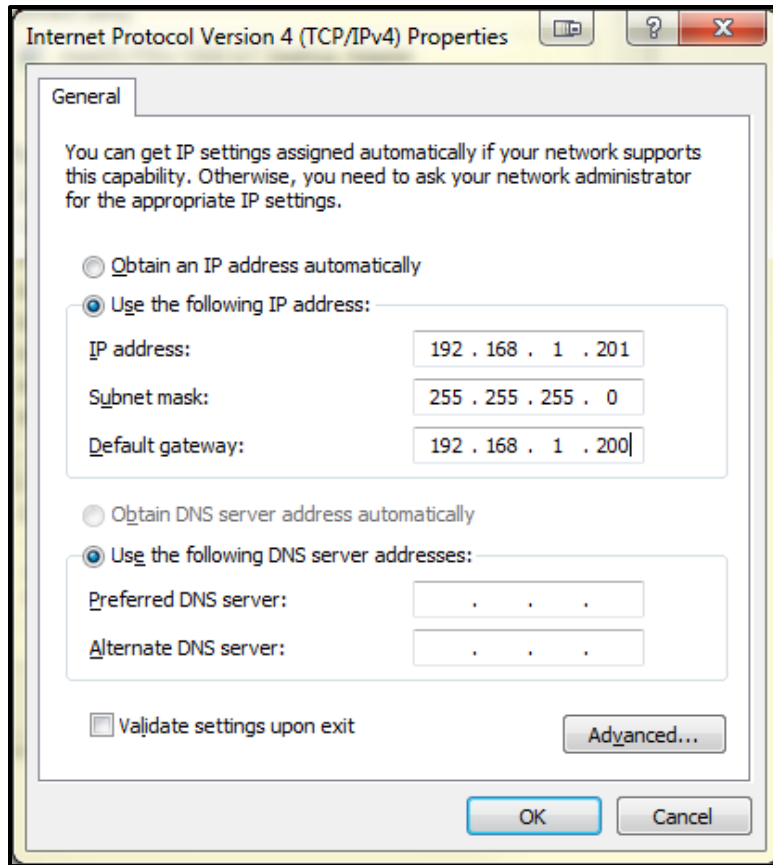 Internet Protocol Version 4 (TCP/IPv4) Properties
?
X
General
You can get IP settings assigned automatically if your network supports
this capability. Otherwise, you need to ask your network administrator
for the appropriate IP settings.
Obtain an IP address automatically
Use the following IP address:
IP address: 192 . 168 . 1 . 201
Subnet mask: 255 . 255 . 255 . 0
Default gateway: 192 . 168 . 1 . 200
Obtain DNS server address automatically
Use the following DNS server addresses:
Preferred DNS server: . . .
Alternate DNS server: . . .
Validate settings upon exit
Advanced...
OK Cancel